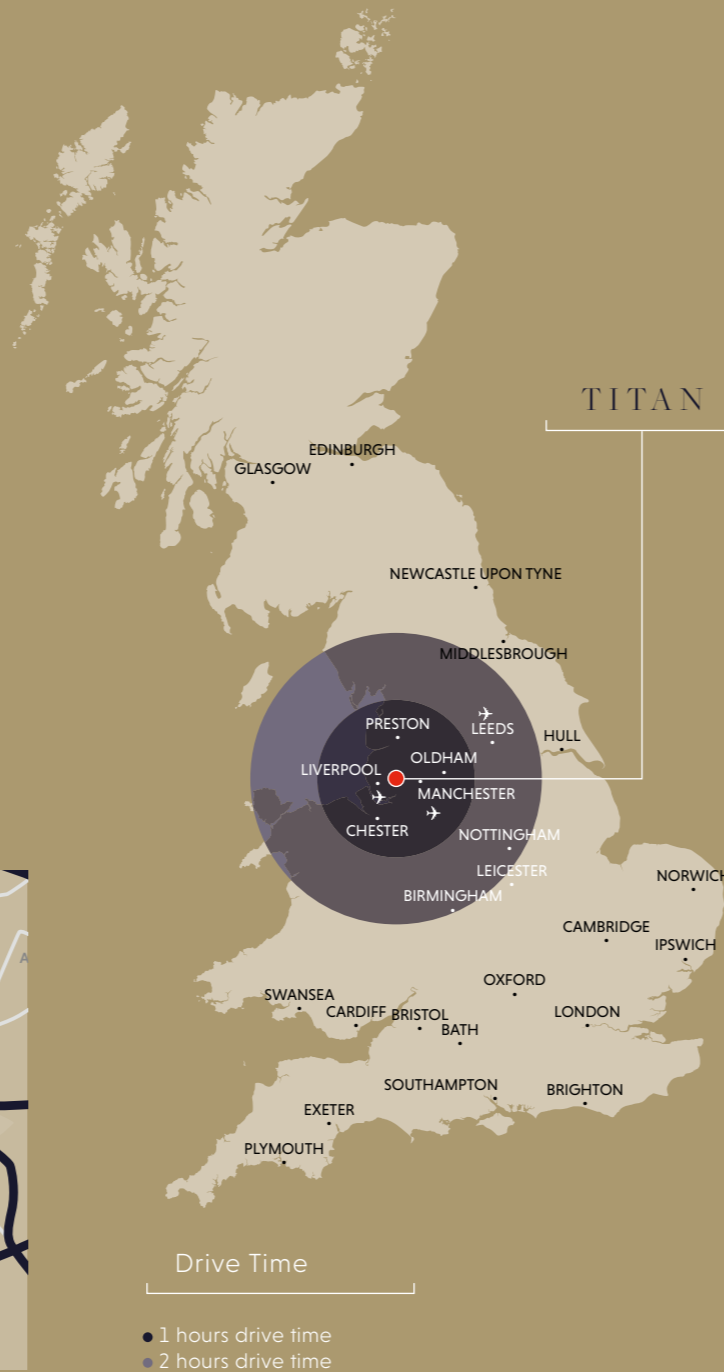 TITAN
EDINBURGH
GLASGOW
NEWCASTLE UPON TYNE
MIDDLESBROUGH
PRESTON
LEEDS
HULL
OLDHAM
LIVERPOOL
MANCHESTER
CHESTER
NOTTINGHAM
LEICESTER
NORWICH
BIRMINGHAM
CAMBRIDGE
IPSWICH
A
OXFORD
SWANSEA
CARDIFF
BRISTOL
LONDON
BATH
SOUTHAMPTON
BRIGHTON
EXETER
PLYMOUTH
Drive Time
1 hours drive time
2 hours drive time